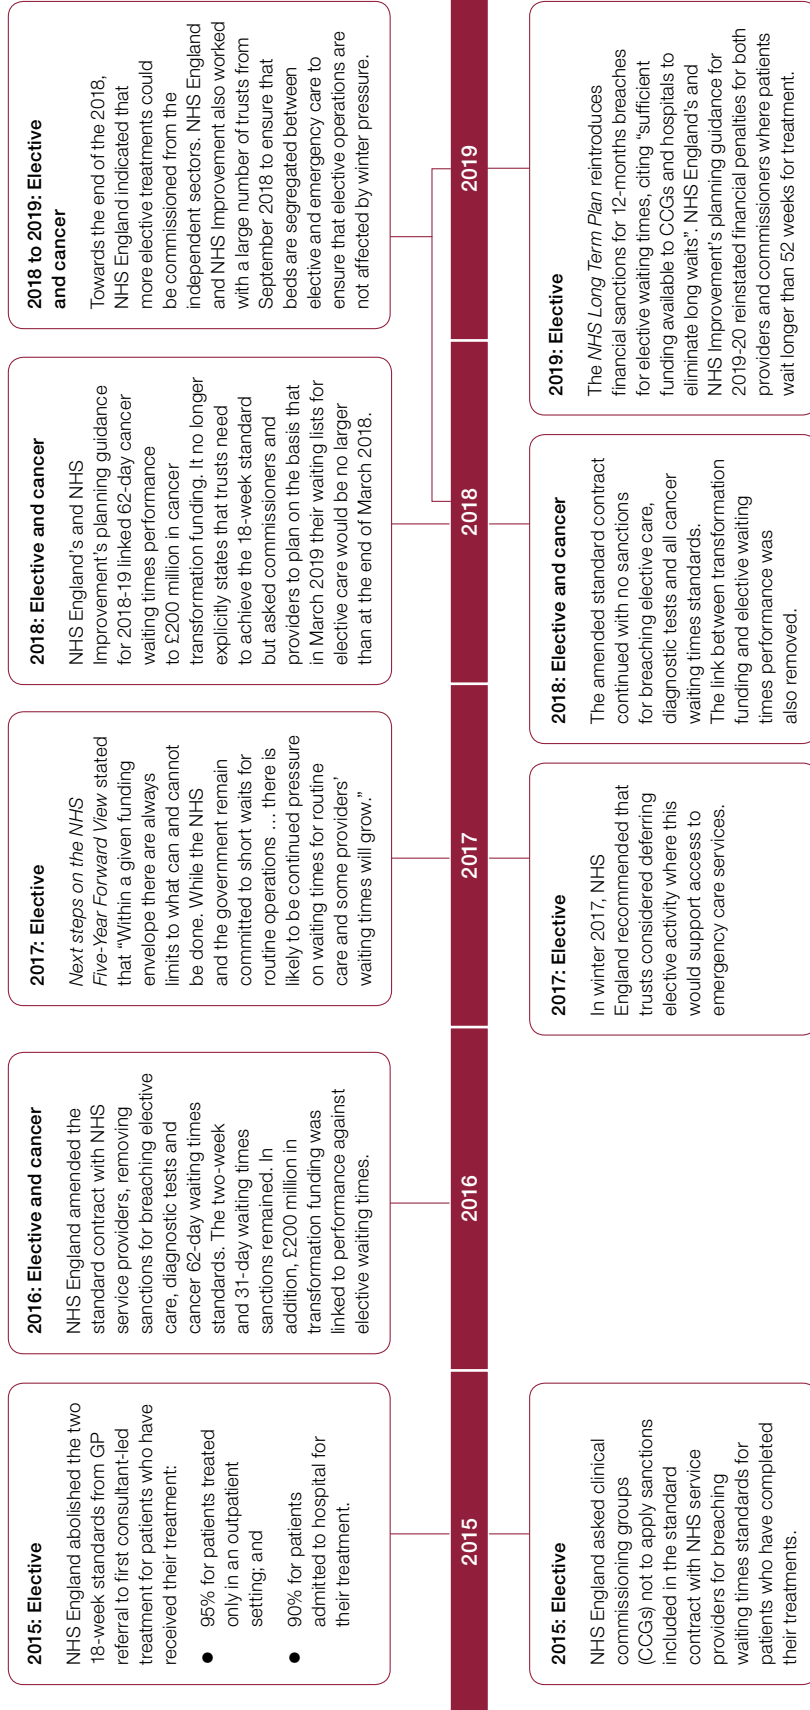 2015: Elective
NHS England abolished the two
18-week standards from GP
referral to first consultant-led
treatment for patients who have
received their treatment:
● 95% for patients treated
only in an outpatient
setting; and
● 90% for patients
admitted to hospital for
their treatment.
2016: Elective and cancer
NHS England amended the
standard contract with NHS
service providers, removing
sanctions for breaching elective
care, diagnostic tests and
cancer 62-day waiting times
standards. The two-week
and 31-day waiting times
sanctions remained. In
addition, £200 million in
transformation funding was
linked to performance against
elective waiting times.
2017: Elective
Next steps on the NHS
Five-Year Forward View stated
that “Within a given funding
envelope there are always
limits to what can and cannot
be done. While the NHS
and the government remain
committed to short waits for
routine operations … there is
likely to be continued pressure
on waiting times for routine
care and some providers’
waiting times will grow.”
2018: Elective and cancer
NHS England’s and NHS
Improvement’s planning guidance
for 2018-19 linked 62-day cancer
waiting times performance
to £200 million in cancer
transformation funding. It no longer
explicitly states that trusts need
to achieve the 18-week standard
but asked commissioners and
providers to plan on the basis that
in March 2019 their waiting lists for
elective care would be no larger
than at the end of March 2018.
2018 to 2019: Elective
and cancer
Towards the end of the 2018,
NHS England indicated that
more elective treatments could
be commissioned from the
independent sectors. NHS England
and NHS Improvement also worked
with a large number of trusts from
September 2018 to ensure that
beds are segregated between
elective and emergency care to
ensure that elective operations are
not affected by winter pressure.
2015
2016
2017
2018
2019
2015: Elective
NHS England asked clinical
commissioning groups
(CCGs) not to apply sanctions
included in the standard
contract with NHS service
providers for breaching
waiting times standards for
patients who have completed
their treatments.
2017: Elective
In winter 2017, NHS
England recommended that
trusts considered deferring
elective activity where this
would support access to
emergency care services.
2018: Elective and cancer
The amended standard contract
continued with no sanctions
for breaching elective care,
diagnostic tests and all cancer
waiting times standards.
The link between transformation
funding and elective waiting
times performance was
also removed.
2019: Elective
The NHS Long Term Plan reintroduces
financial sanctions for 12-months breaches
for elective waiting times, citing “sufficient
funding available to CCGs and hospitals to
eliminate long waits”. NHS England’s and
NHS Improvement’s planning guidance for
2019-20 reinstated financial penalties for both
providers and commissioners where patients
wait longer than 52 weeks for treatment.